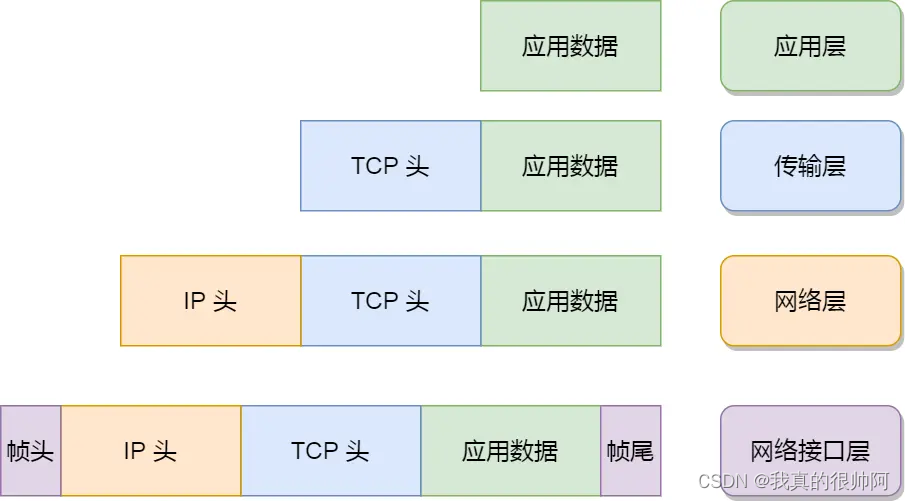 应用数据 应用层
TCP 头 应用数据 传输层
IP 头 TCP 头 应用数据 网络层
帧头 IP 头 TCP 头 应用数据 帧尾 网络接口层
CSDN @我真的很帅阿